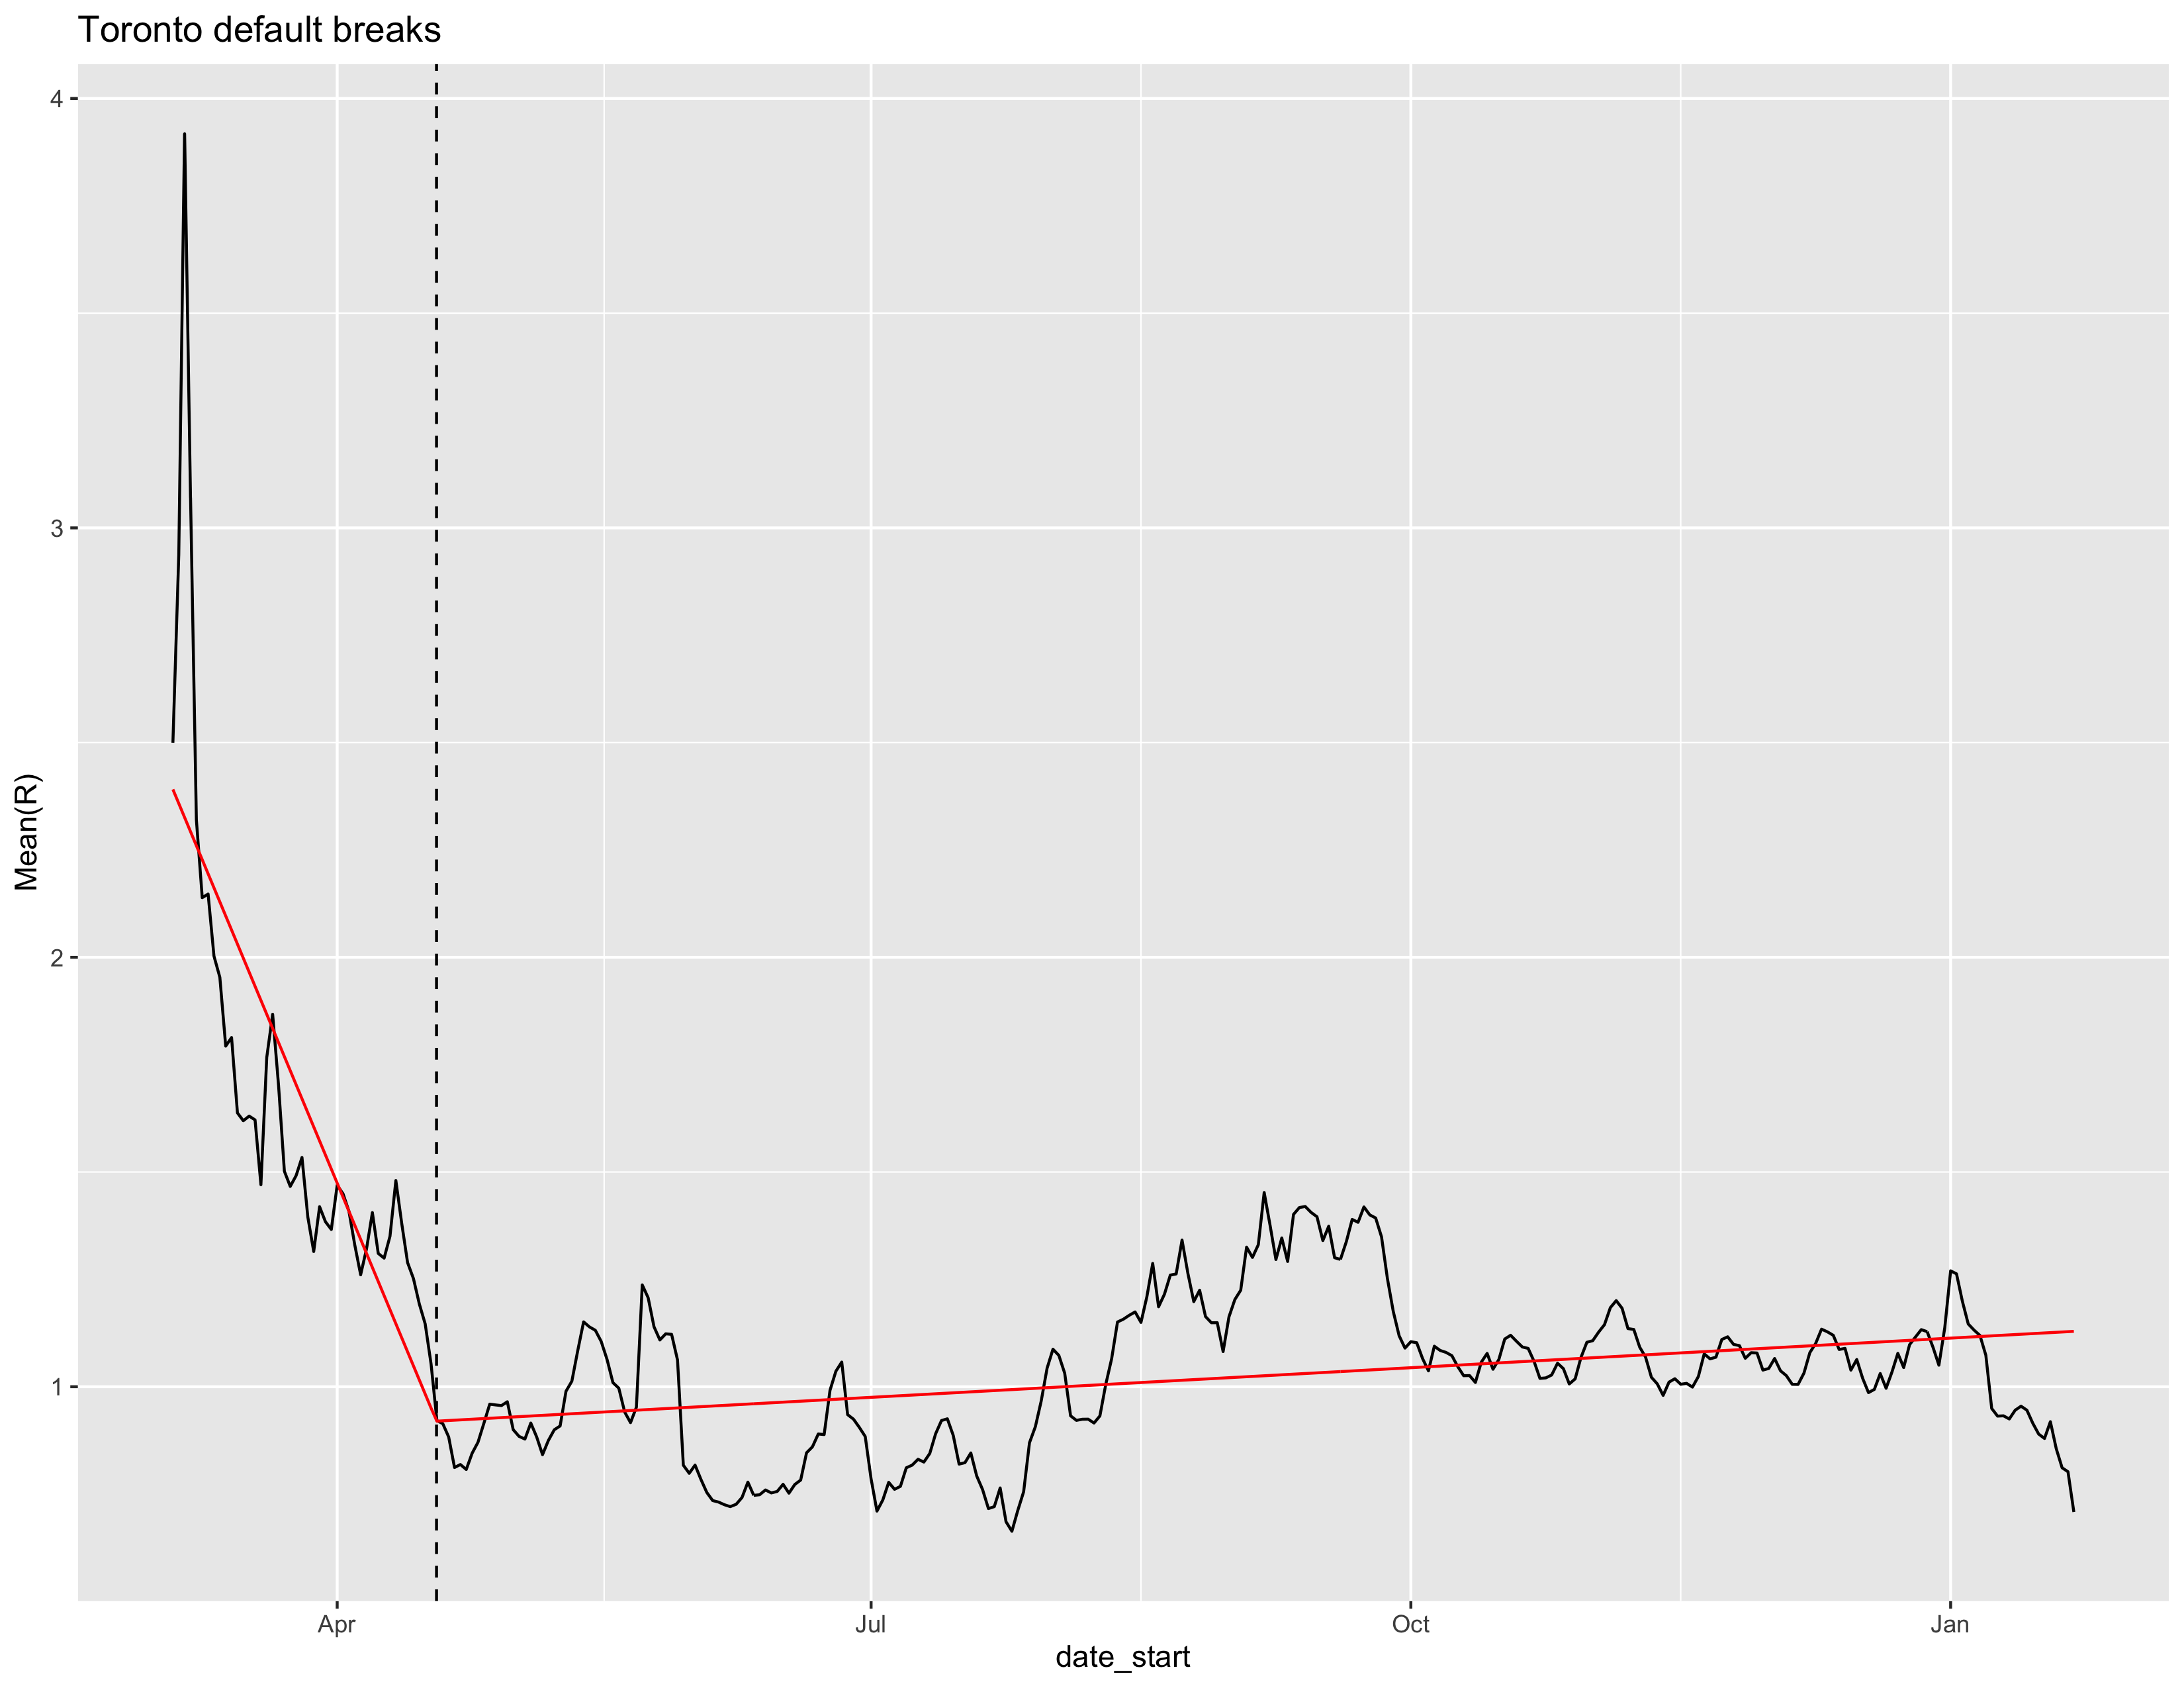 Toronto default breaks
4
3
2
1
Mean(R)
Apr
Jul
Oct
Jan
date_start